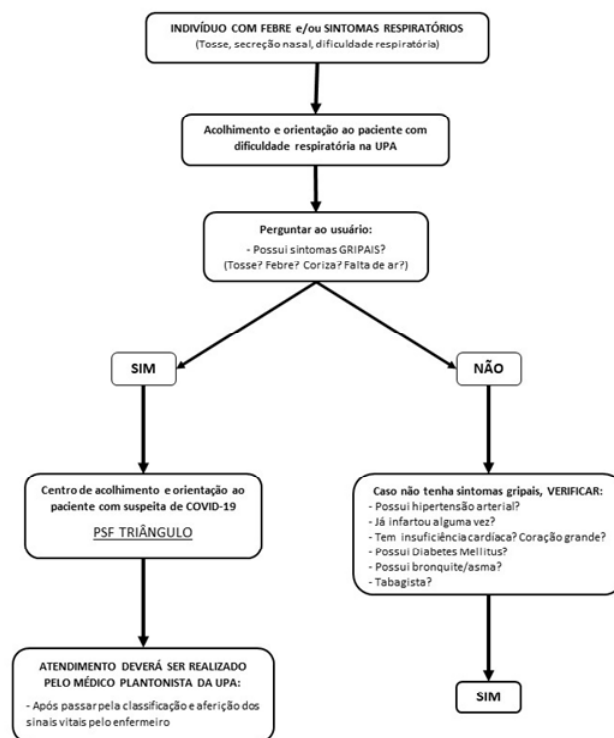 INDIVÍDUO COM FEBRE e/ou SINTOMAS RESPIRATÓRIOS
(Tosse, secreção nasal, dificuldade respiratória)
Acolhimento e orientação ao paciente com
dificuldade respiratória na UPA
Perguntar ao usuário:
- Possui sintomas GRIPAIS?
(Tosse? Febre? Coriza? Falta de ar?)
SIM
NÃO
Centro de acolhimento e orientação ao
paciente com suspeita de COVID-19
PSF TRIÂNGULO
Caso não tenha sintomas gripais, VERIFICAR:
- Possui hipertensão arterial?
- Já infartou alguma vez?
- Tem insuficiência cardíaca? Coração grande?
- Possui Diabetes Mellitus?
- Possui bronquite/asma?
- Tabagista?
ATENDIMENTO DEVERÁ SER REALIZADO
PELO MÉDICO PLANTONISTA DA UPA:
- Após passar pela classificação e aferição dos
sinais vitais pelo enfermeiro
SIM